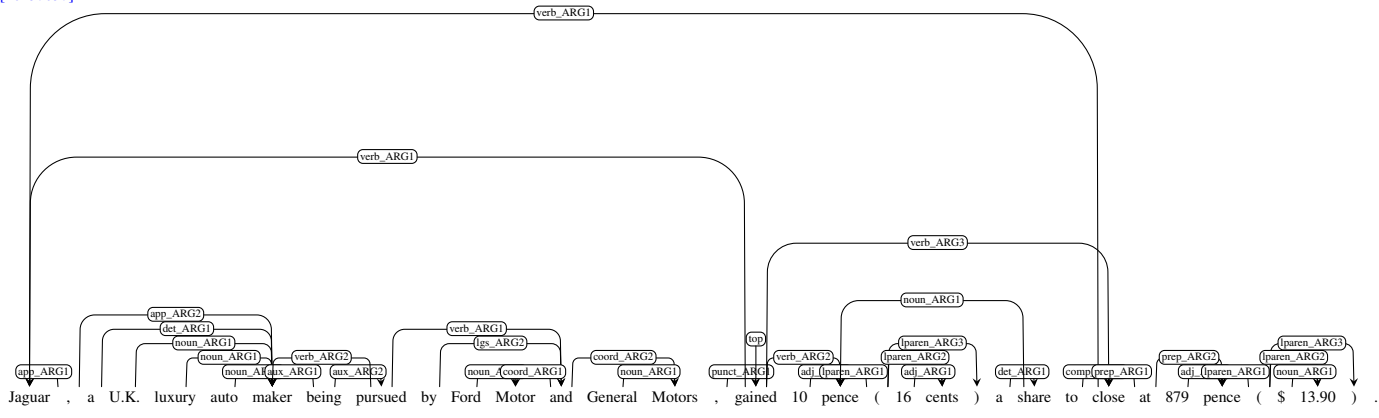 verb_ARG1
verb_ARG1
verb_ARG3
noun_ARG1
app_ARG2
det_ARG1 verb_ARG1
top
noun_ARG1 lgs_ARG2 lparen_ARG3 lparen_ARG3
noun_ARG1 verb_ARG2 coord_ARG2 verb_ARG2 lparen_ARG2 prep_ARG2 lparen_ARG2
app_ARG1 aux_ARG1 aux_ARG2 coord_ARG1 noun_ARG1 punct_ARG1 lparen_ARG1 adj_ARG1 det_ARG1 prep_ARG1 lparen_ARG1 noun_ARG1
Jaguar , a U.K. luxury auto maker being pursued by Ford Motor and General Motors , gained 10 pence ( 16 cents ) a share to close at 879 pence ( $ 13.90 ) .